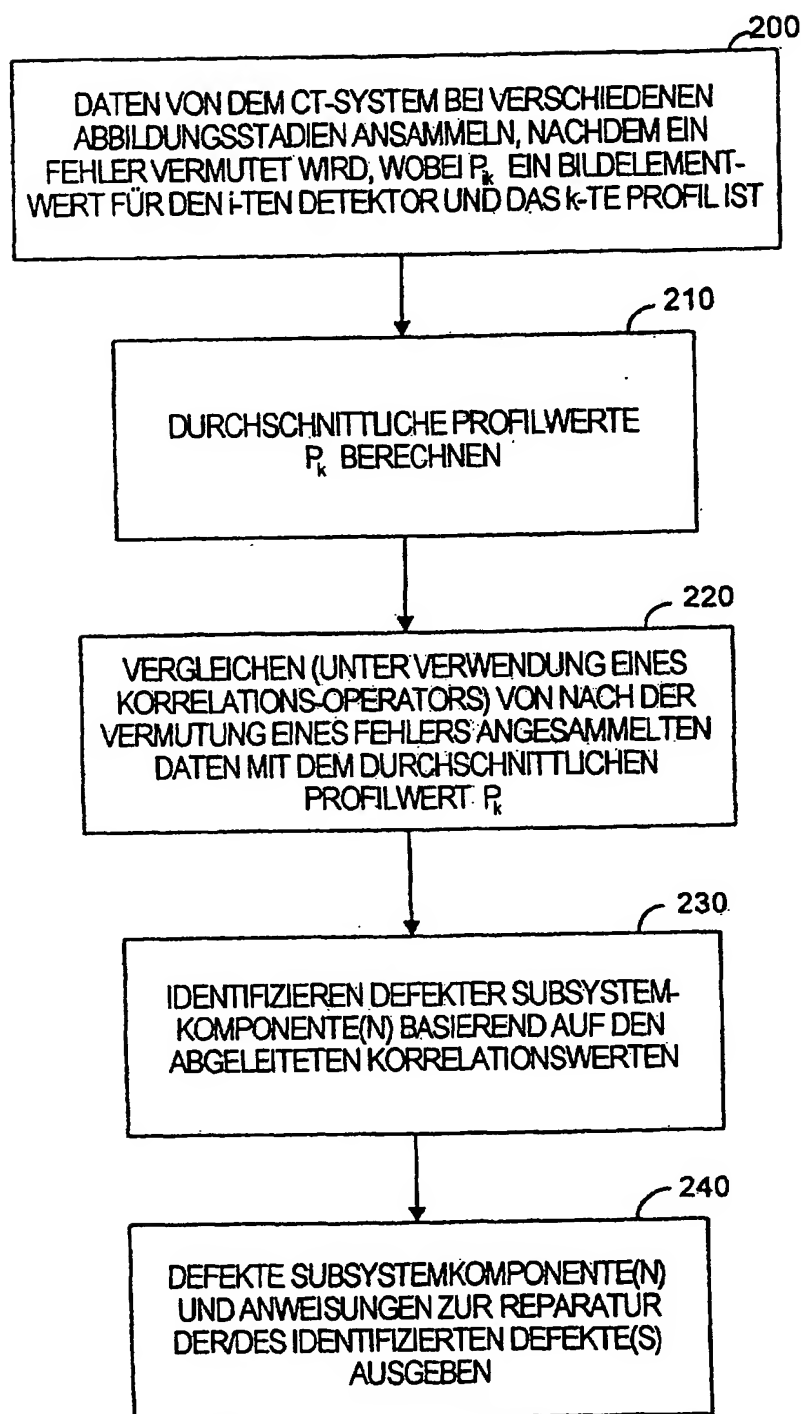 200
DATEN VON DEM CT-SYSTEM BEI VERSCHIEDENEN
ABBILDUNGSSTADIEN ANSAMMELN, NACHDEM EIN
FEHLER VERMUTET WIRD, WOBEI P_ik EIN BILDELEMENT-
WERT FÜR DEN i-TEN DETEKTOR UND DAS k-TE PROFIL IST
210
DURCHSCHNITTLICHE PROFILWERTE
P_k BERECHNEN
220
VERGLEICHEN (UNTER VERWENDUNG EINES
KORRELATIONS-OPERATORS) VON NACH DER
VERMUTUNG EINES FEHLERS ANGESAMMELTEN
DATEN MIT DEM DURCHSCHNITTLICHEN
PROFILWERT P_k
230
IDENTIFIZIEREN DEFEKTER SUBSYSTEM-
KOMPONENTE(N) BASIEREND AUF DEN
ABGELEITETEN KORRELATIONSWERTEN
240
DEFEKTE SUBSYSTEMKOMPONENTE(N)
UND ANWEISUNGEN ZUR REPARATUR
DER/DES IDENTIFIZIERTEN DEFEKTE(S)
AUSGEBEN